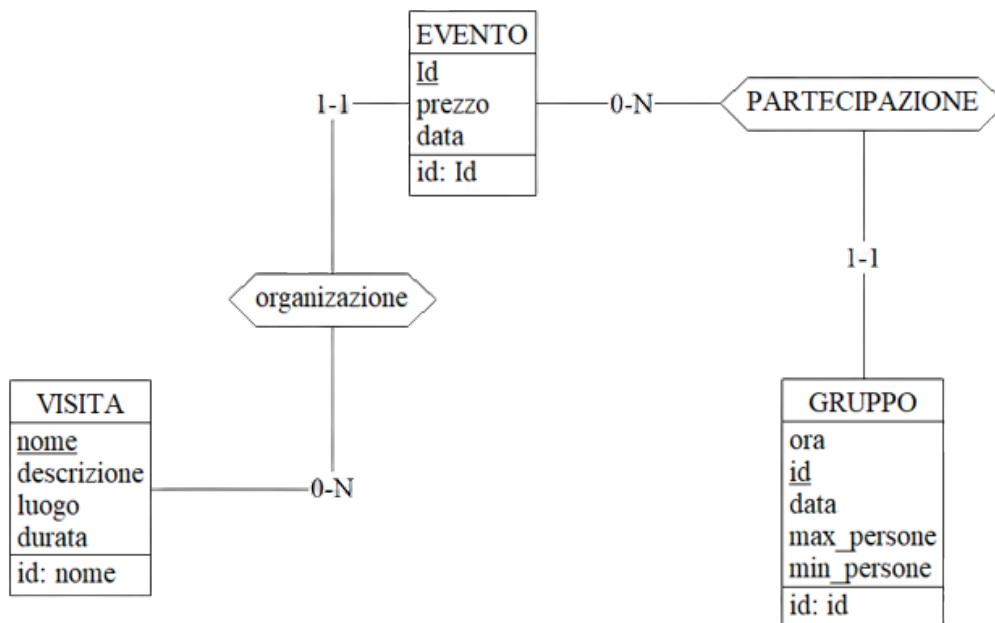 EVENTO
Id
prezzo
data
id: Id
1-1
0-N
PARTECIPAZIONE
1-1
organizazione
VISITA
nome
descrizione
luogo
durata
id: nome
0-N
GRUPPO
ora
id
data
max_persone
min_persone
id: id